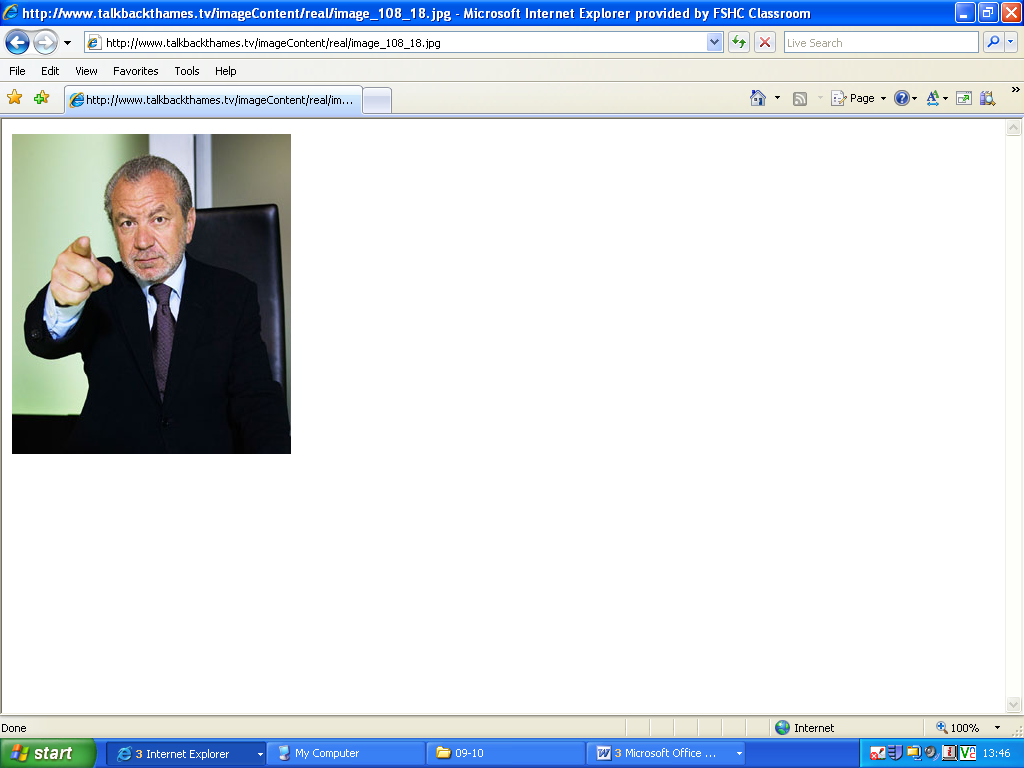 http://www.talkbackthames.tv/imageContent/real/image_108_18.jpg - Microsoft Internet Explorer provided by FSHC Classroom
http://www.talkbackthames.tv/imageContent/real/image_108_18.jpg Live Search
File Edit View Favorites Tools Help
http://www.talkbackthames.tv/imageContent/real/im... Page
Done Internet 100%
start 3 Internet Explorer My Computer 09-10 3 Microsoft Office ... 13:46